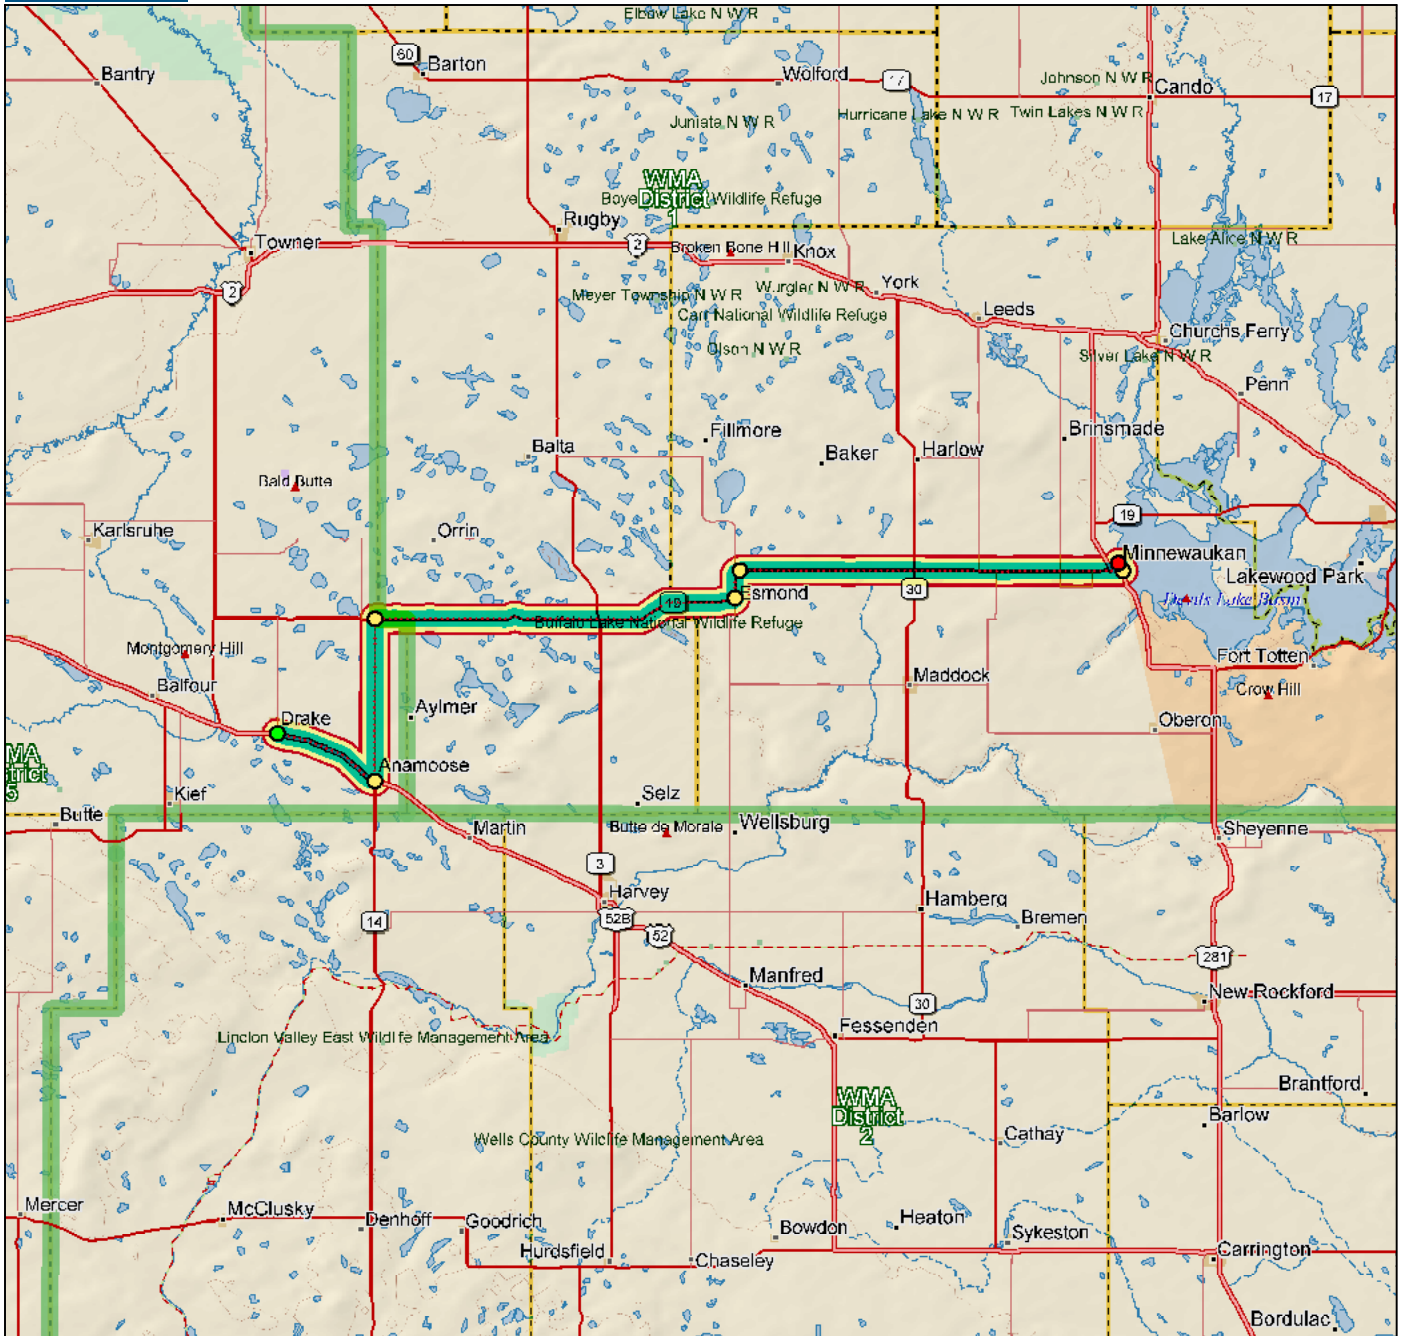 Elbow Lake N W R
60
Barton
Bantry
Wolford
17
Johnson N W R
Cando
17
Juniata N W R
Hurricane Lake N W R
Twin Lakes N W R
WMA
District
1
Wildlife Refuge
Rugby
Towner
2
Broken Bone Hill
Knox
Lake Alice N W R
2
Meyer Township N W R
Wurgler N W R
York
Carr National Wildlife Refuge
Leeds
Olson N W R
Churchs Ferry
Silver Lake N W R
Penn
Fillmore
Brinsmade
Balta
Baker
Harlow
Bald Butte
Karlsruhe
Orrin
19
Minnewaukan
Lakewood Park
Esmond
30
19
Devils Lake Basin
Buffalo Lake National Wildlife Refuge
Montgomery Hill
Fort Totten
Balfour
Maddock
Crow Hill
Drake
Aylmer
Oberon
MA
strict
5
Anamoose
Kief
Selz
Butte
Martin
Butte de Morale
Wellsburg
Sheyenne
3
Harvey
Hamberg
14
52B
52
Bremen
281
Manfred
New Rockford
30
Linclon Valley East Wildlife Management Area
Fessenden
Brantford
WMA
District
2
Barlow
Wells County Wildlife Management Area
Cathay
Mercer
McClusky
Denhoff
Goodrich
Bowdon
Heaton
Sykeston
Hurdsfield
Chaseley
Carrington
Bordulac